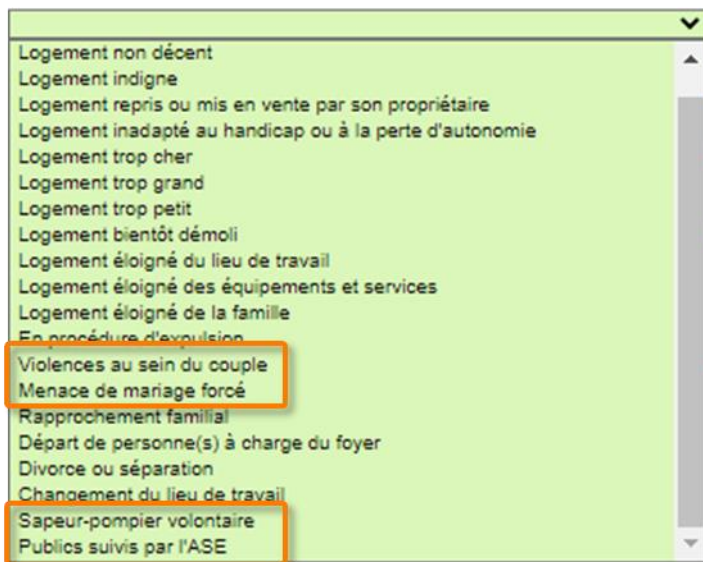 Logement non décent
Logement indigne
Logement repris ou mis en vente par son propriétaire
Logement inadapté au handicap ou à la perte d'autonomie
Logement trop cher
Logement trop grand
Logement trop petit
Logement bientôt démoli
Logement éloigné du lieu de travail
Logement éloigné des équipements et services
Logement éloigné de la famille
En procédure d'expulsion
Violences au sein du couple
Menace de mariage forcé
Rapprochement familial
Départ de personne(s) à charge du foyer
Divorce ou séparation
Changement du lieu de travail
Sapeur-pompier volontaire
Publics suivis par l'ASE